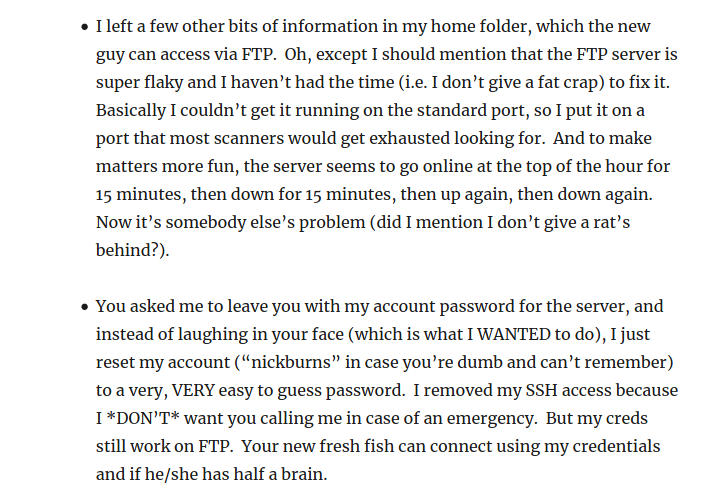 • I left a few other bits of information in my home folder, which the new
guy can access via FTP.  Oh, except I should mention that the FTP server is
super flaky and I haven’t had the time (i.e. I don’t give a fat crap) to fix it.
Basically I couldn’t get it running on the standard port, so I put it on a
port that most scanners would get exhausted looking for.  And to make
matters more fun, the server seems to go online at the top of the hour for
15 minutes, then down for 15 minutes, then up again, then down again.
Now it’s somebody else’s problem (did I mention I don’t give a rat’s
behind?).
• You asked me to leave you with my account password for the server, and
instead of laughing in your face (which is what I WANTED to do), I just
reset my account (“nickburns” in case you’re dumb and can’t remember)
to a very, VERY easy to guess password.  I removed my SSH access because
I *DON’T* want you calling me in case of an emergency.  But my creds
still work on FTP.  Your new fresh fish can connect using my credentials
and if he/she has half a brain.